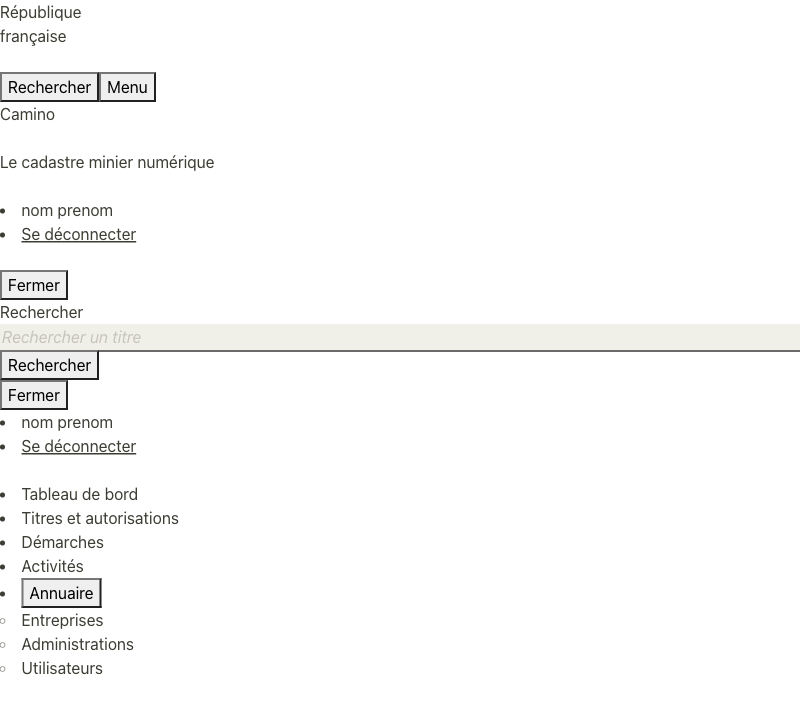 République
française
Rechercher Menu
Camino
Le cadastre minier numérique
nom prenom
Se déconnecter
Fermer
Rechercher
Rechercher un titre
Rechercher
Fermer
nom prenom
Se déconnecter
Tableau de bord
Titres et autorisations
Démarches
Activités
Annuaire
Entreprises
Administrations
Utilisateurs